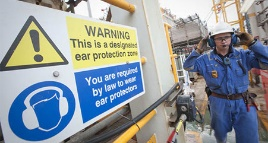 WARNING
This is a designated
ear protection zone
You are required
by law to wear
ear protectors